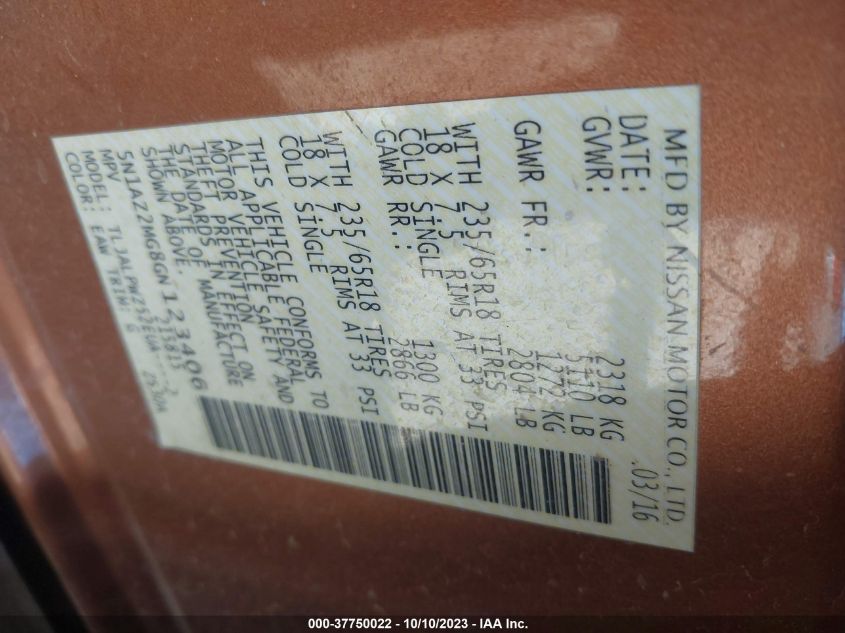 MFD BY NISSAN MOTOR CO., LTD.
DATE: 03/16
GVWR: 2318 KG
5110 LB
GAWR FR.: 1272 KG
2804 LB
WITH 235/65R18 TIRES
18 X 7.5 RIMS AT 33 PSI
COLD SINGLE
GAWR RR.: 1300 KG
2866 LB
WITH 235/65R18 TIRES
18 X 7.5 RIMS AT 33 PSI
COLD SINGLE
THIS VEHICLE CONFORMS TO
ALL APPLICABLE FEDERAL
MOTOR VEHICLE SAFETY AND
THEFT PREVENTION
STANDARDS IN EFFECT ON
THE DATE OF MANUFACTURE
SHOWN ABOVE.
5N1AZ2MG8GN123406
MPV 215813
MODEL:
COLOR: EAW TRIM: G
000-37750022 - 10/10/2023 - IAA Inc.